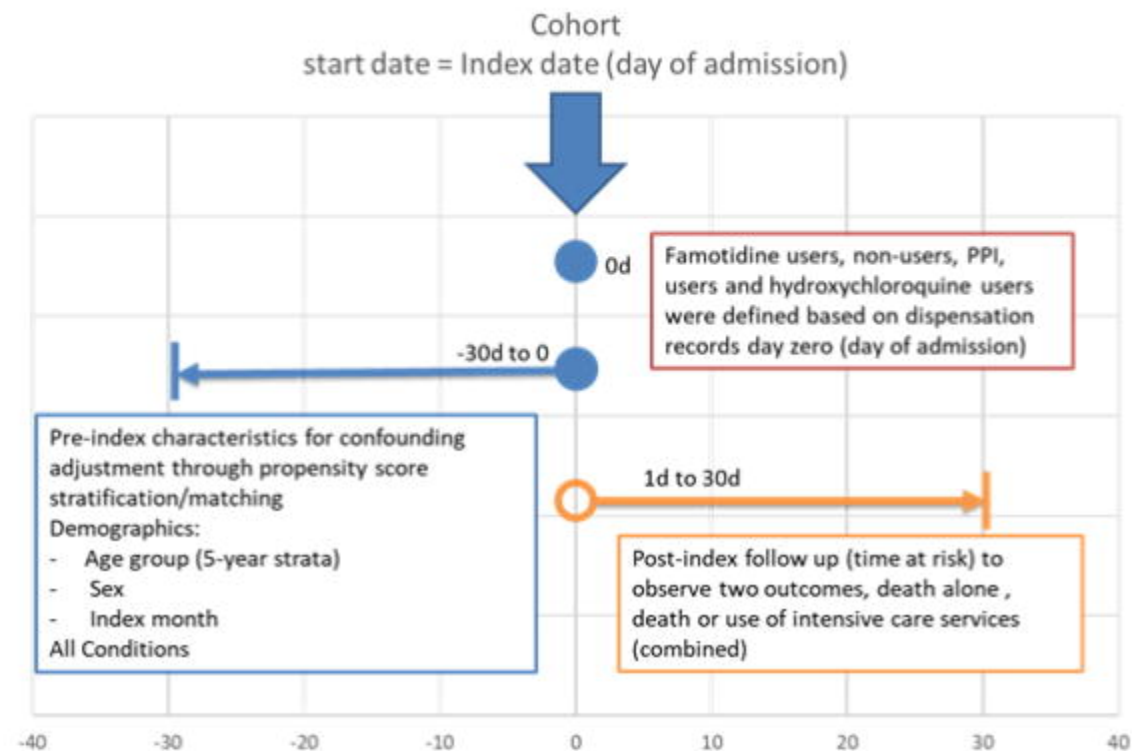 Cohort
start date = Index date (day of admission)
0d
Famotidine users, non-users, PPI,
users and hydroxychloroquine users
were defined based on dispensation
records day zero (day of admission)
-30d to 0
Pre-index characteristics for confounding
adjustment through propensity score
stratification/matching
Demographics:
- Age group (5-year strata)
- Sex
- Index month
All Conditions
1d to 30d
Post-index follow up (time at risk) to
observe two outcomes, death alone ,
death or use of intensive care services
(combined)
-40 -30 -20 -10 0 10 20 30 40